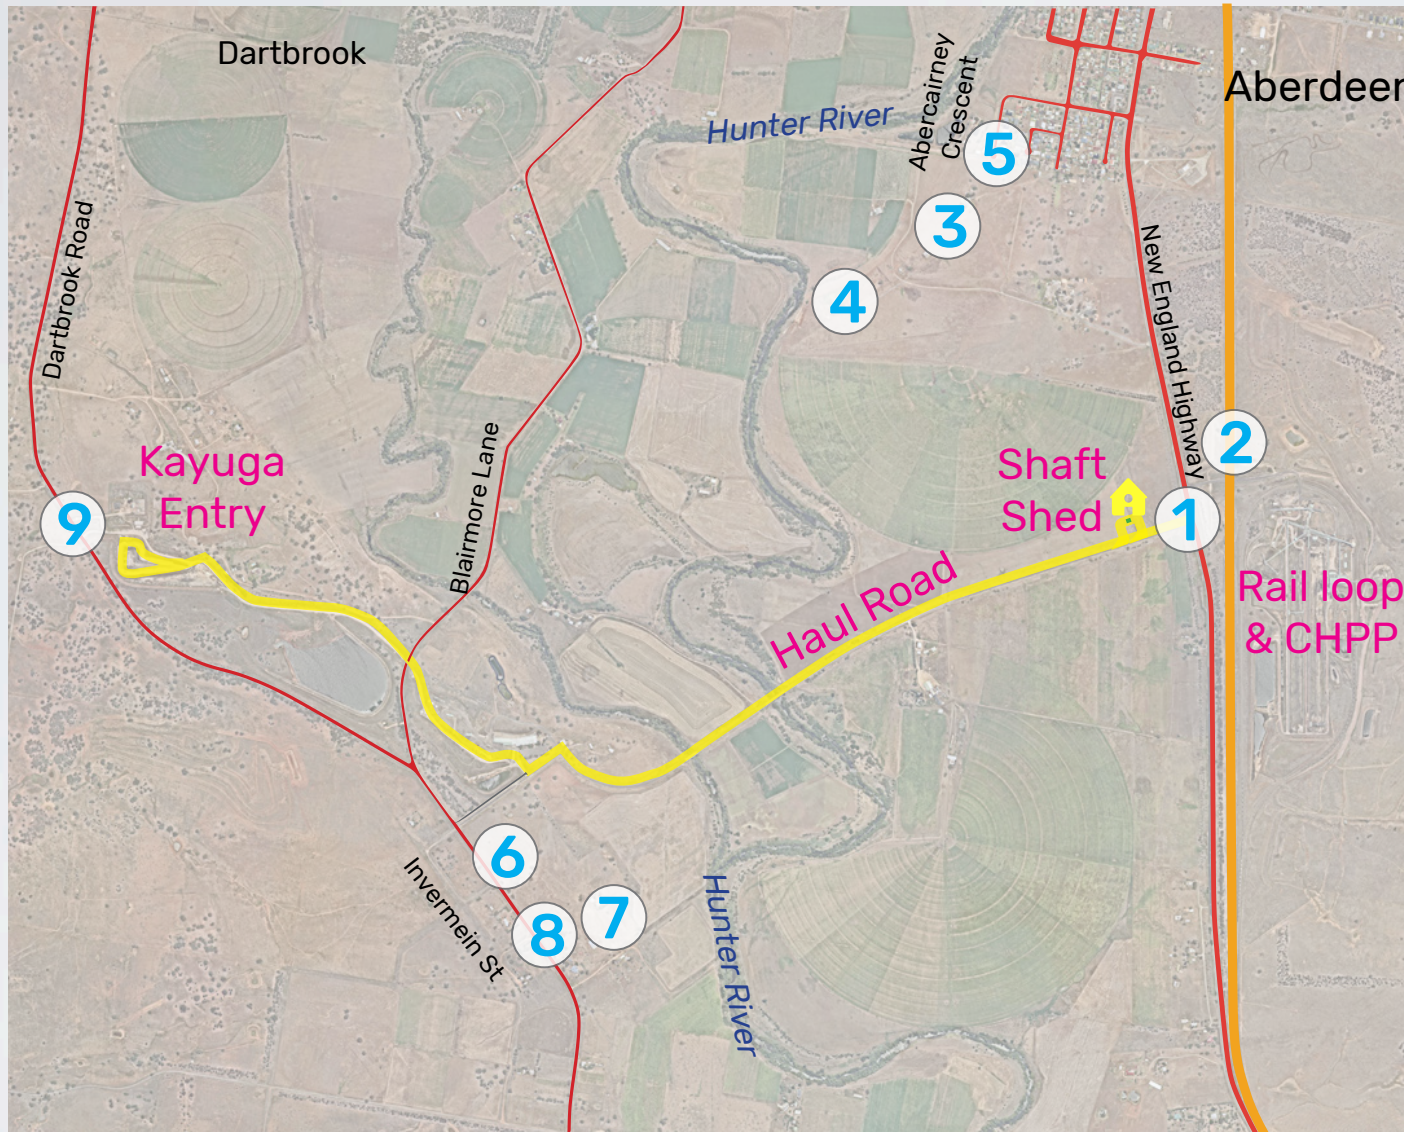 Dartbrook
Aberdeen
Hunter River
Abercairney
Crescent
5
3
4
Dartbrook Road
New England Highway
Kayuga
Entry
Blairmore Lane
Shaft
Shed
2
9
1
Haul Road
Rail loop
& CHPP
6
Invermein St
8
7
Hunter River